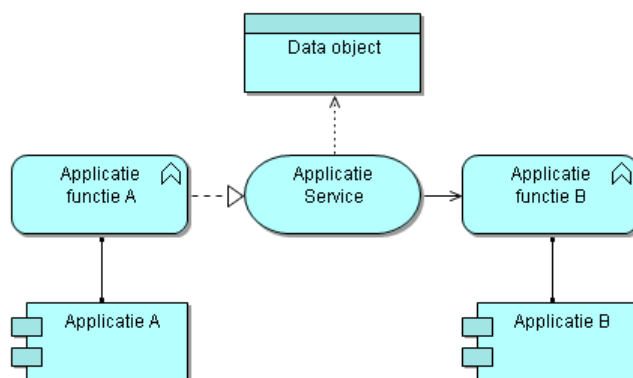 Data object
Applicatie
functie A
Applicatie
Service
Applicatie
functie B
Applicatie A
Applicatie B